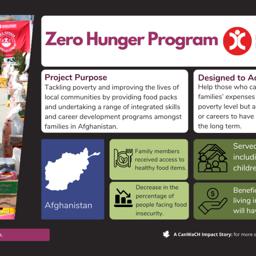 Zero Hunger Program
Project Purpose
Tackling poverty and improving the lives of
local communities by providing food packs
and undertaking a range of integrated skills
and career development programs amongst
families in Afghanistan.
Designed to Ad
Help those who ca
families' expenses
poverty level but a
or careers to have
the long term.
Afghanistan
Family members
received access to
healthy food items.
Decrease in the
percentage of
people facing food
insecurity.
Served
includi
childre
Benefi
living i
will hav
A CanWaCH Impact Story: for more